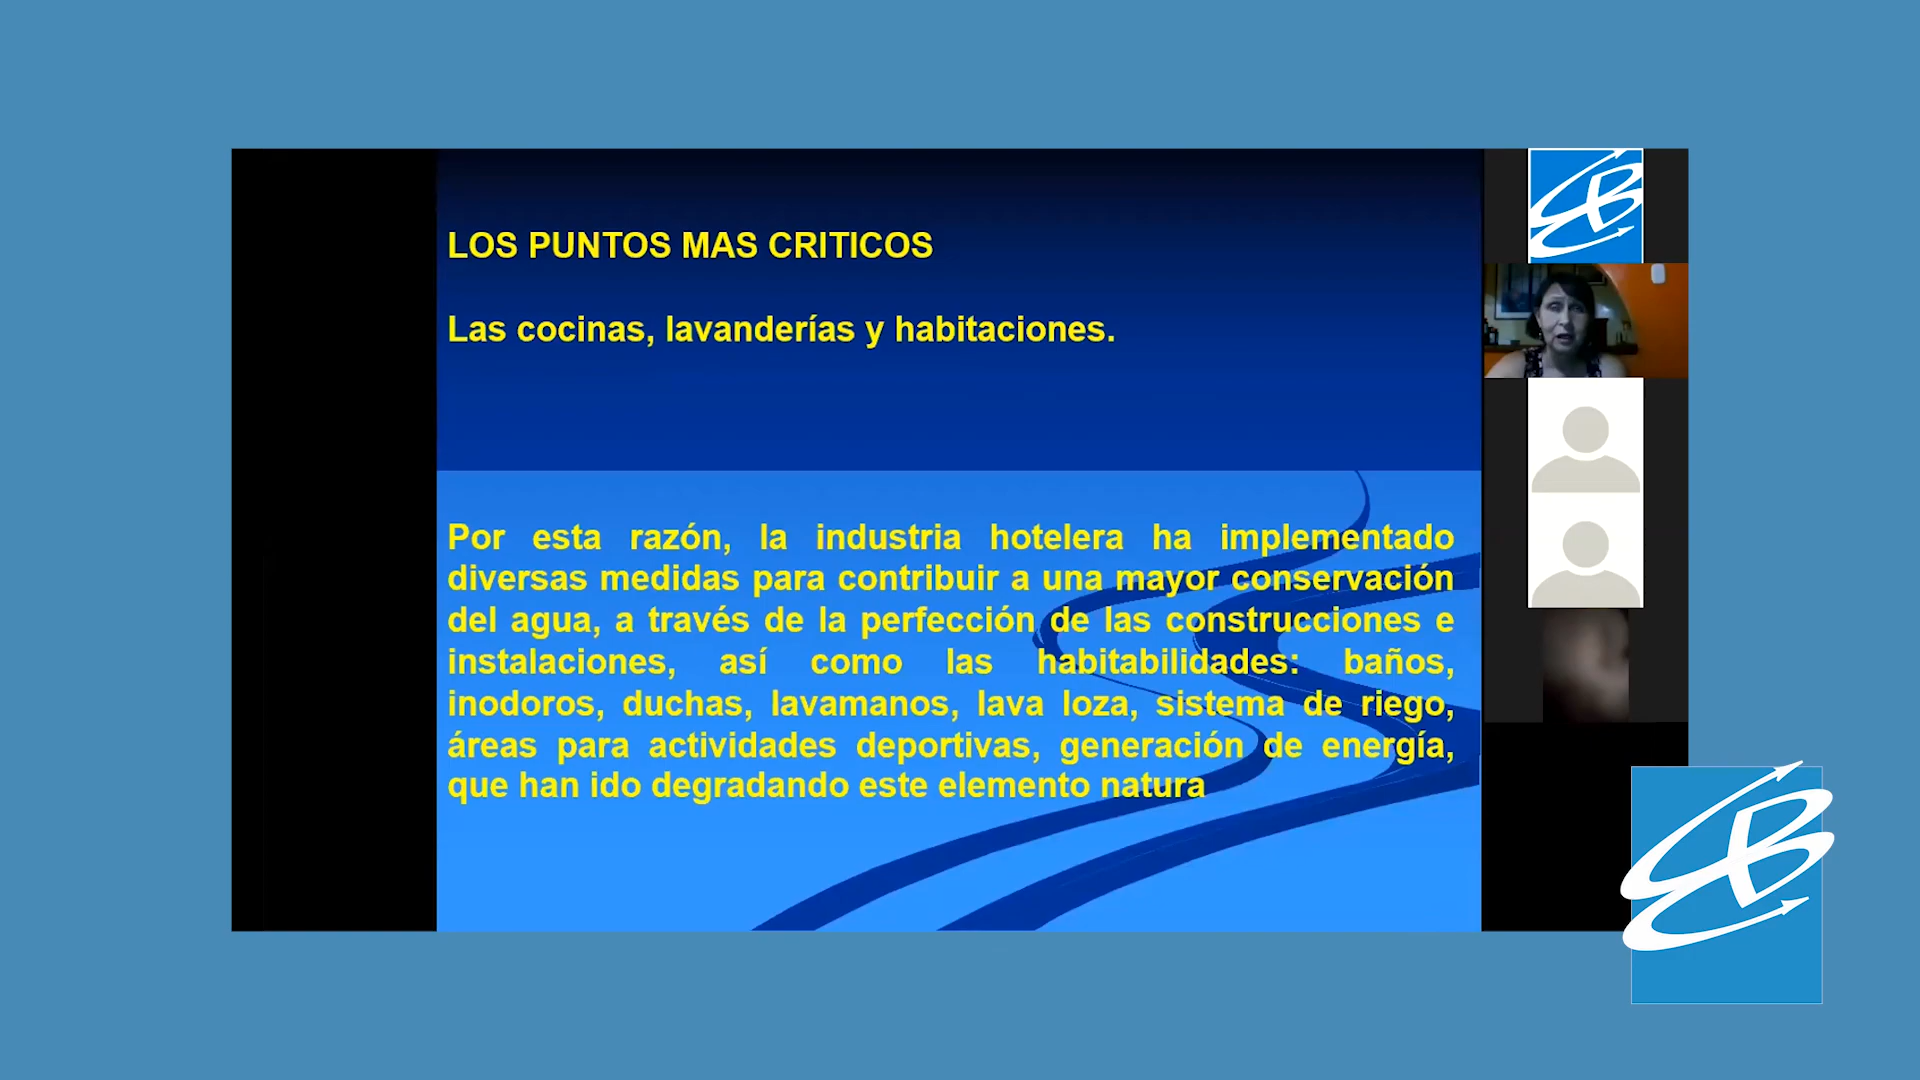 LOS PUNTOS MAS CRITICOS
Las cocinas, lavanderías y habitaciones.
Por esta razón, la industria hotelera ha implementado
diversas medidas para contribuir a una mayor conservación
del agua, a través de la perfección de las construcciones e
instalaciones, así como las habitabilidades: baños,
inodoros, duchas, lavamanos, lava loza, sistema de riego,
áreas para actividades deportivas, generación de energía,
que han ido degradando este elemento natura